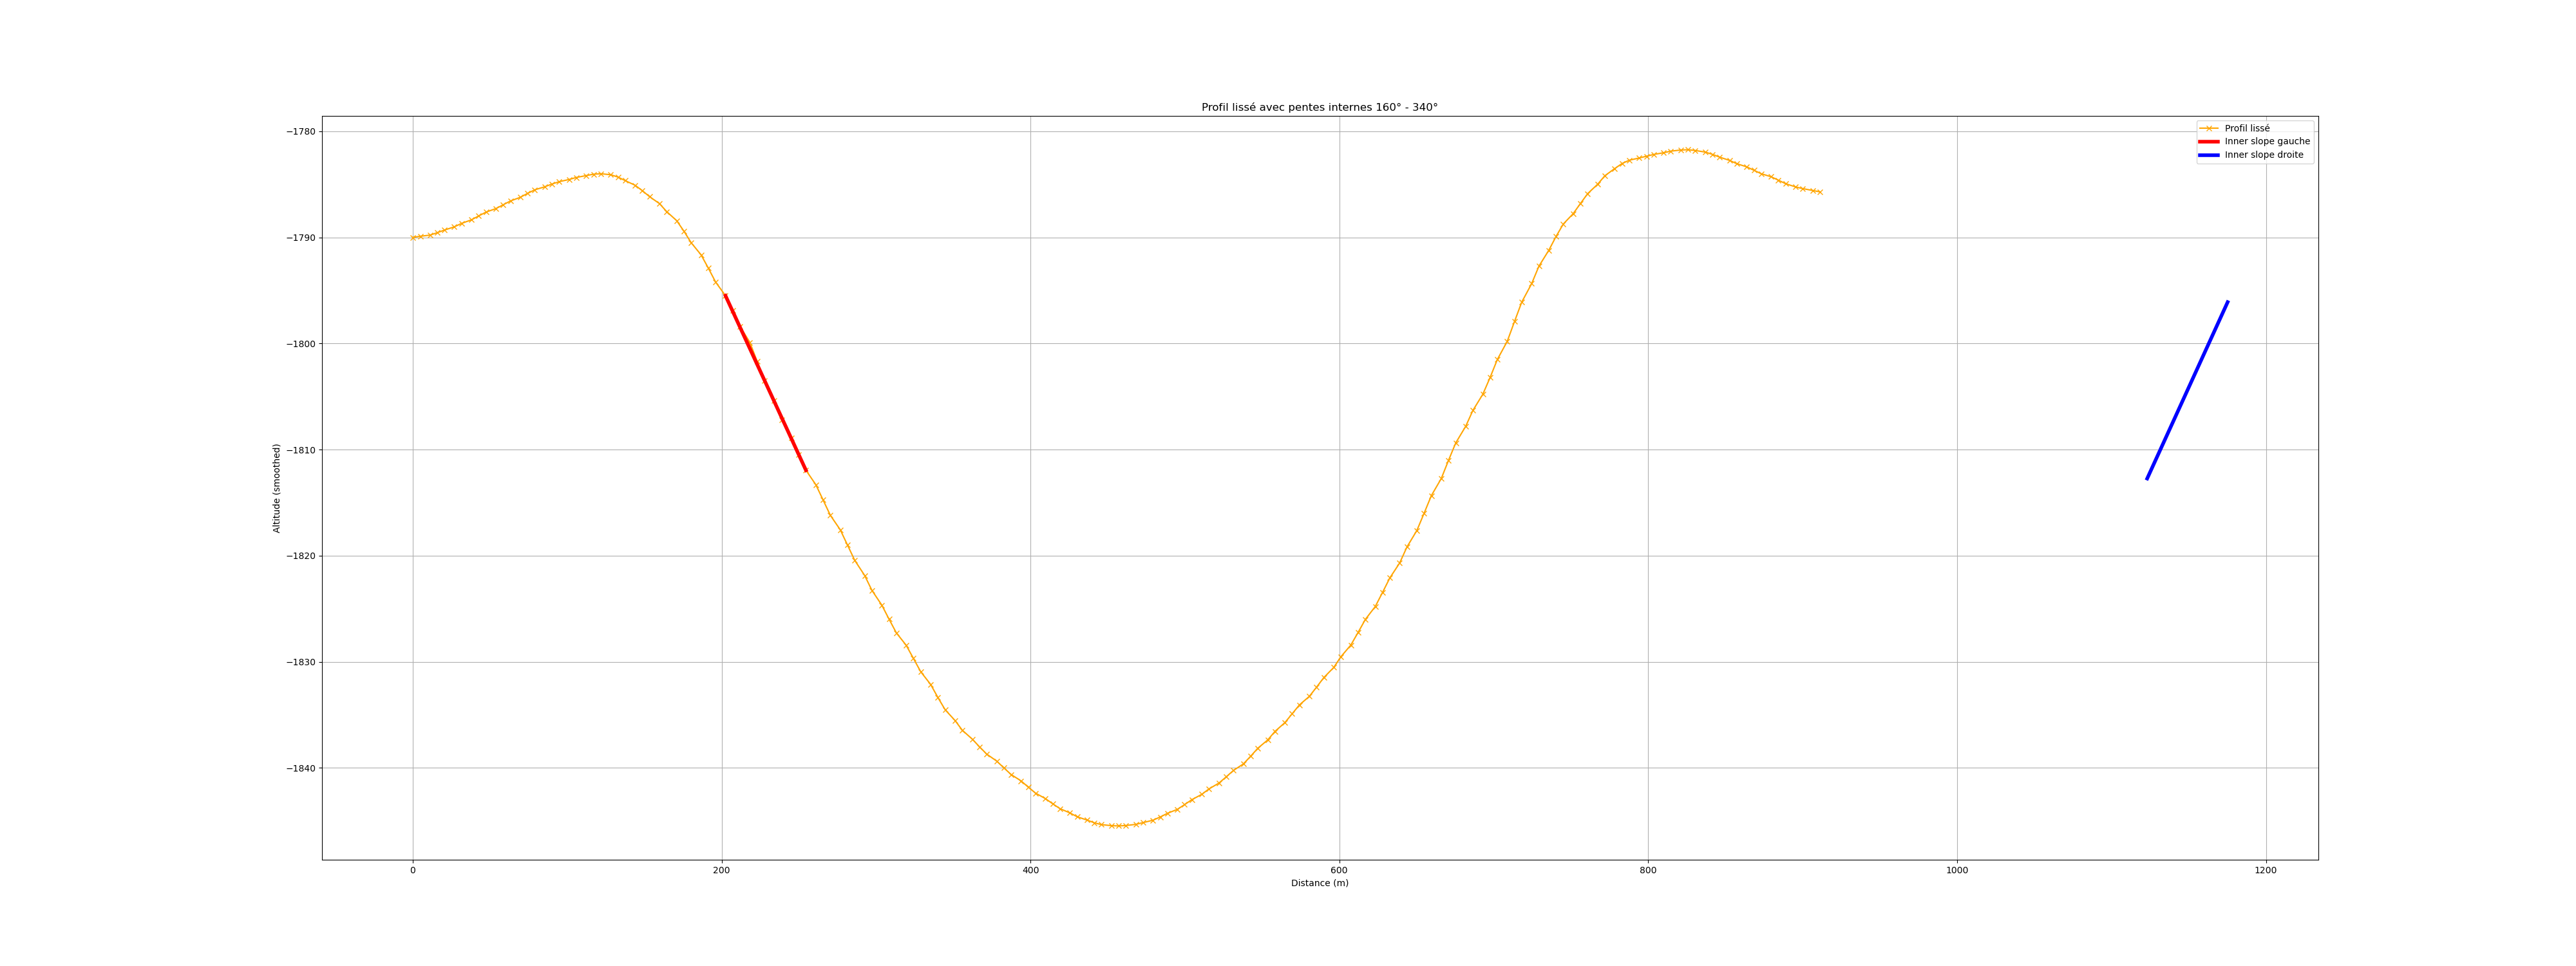 Profil lissé avec pentes internes 160° - 340°
Profil lissé
Inner slope gauche
Inner slope droite
Altitude (smoothed)
−1780
−1790
−1800
−1810
−1820
−1830
−1840
0
200
400
600
800
1000
1200
Distance (m)